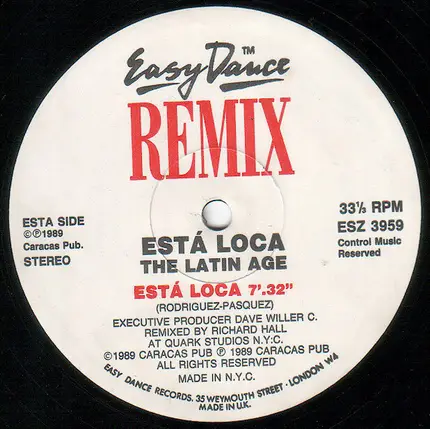 Easy Dance™
REMIX
ESTA SIDE
©℗1989
Caracas Pub.
STEREO
33⅓ RPM
ESZ 3959
Control Music
Reserved
ESTÁ LOCA
THE LATIN AGE
ESTÁ LOCA 7'.32"
(RODRIGUEZ-PASQUEZ)
EXECUTIVE PRODUCER DAVE WILLER C.
REMIXED BY RICHARD HALL
AT QUARK STUDIOS N.Y.C.
©1989 CARACAS PUB ℗ 1989 CARACAS PUB
ALL RIGHTS RESERVED
MADE IN N.Y.C.
EASY DANCE RECORDS. 35 WEYMOUTH STREET · LONDON W4
MADE IN U.K.